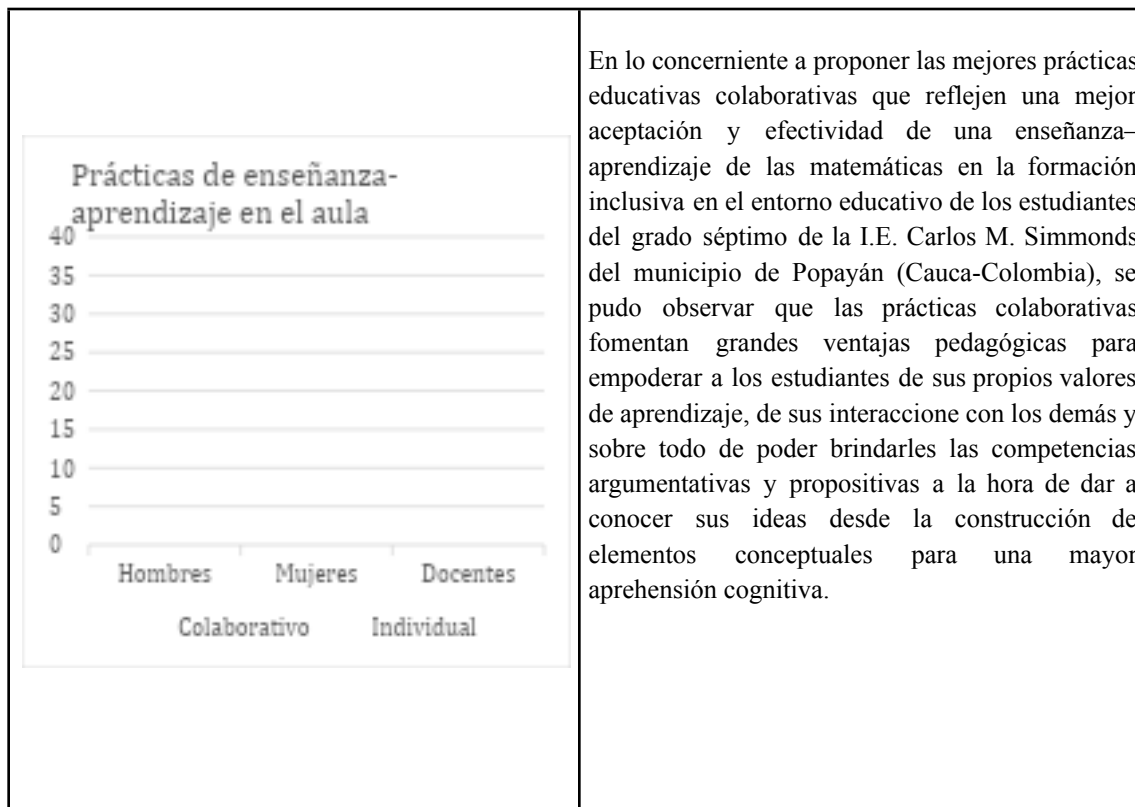 Prácticas de enseñanza-
aprendizaje en el aula
40
35
30
25
20
15
10
5
0
Hombres Mujeres Docentes
Colaborativo Individual
En lo concerniente a proponer las mejores prácticas
educativas colaborativas que reflejen una mejor
aceptación y efectividad de una enseñanza–
aprendizaje de las matemáticas en la formación
inclusiva en el entorno educativo de los estudiantes
del grado séptimo de la I.E. Carlos M. Simmonds
del municipio de Popayán (Cauca-Colombia), se
pudo observar que las prácticas colaborativas
fomentan grandes ventajas pedagógicas para
empoderar a los estudiantes de sus propios valores
de aprendizaje, de sus interaccione con los demás y
sobre todo de poder brindarles las competencias
argumentativas y propositivas a la hora de dar a
conocer sus ideas desde la construcción de
elementos conceptuales para una mayor
aprehensión cognitiva.